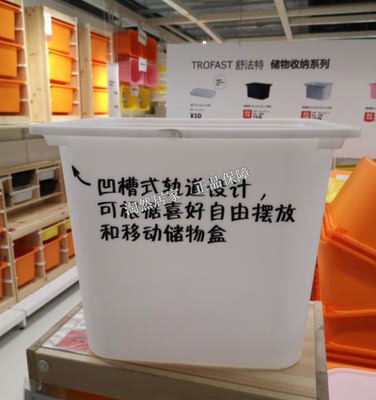 TROFAST 舒法特 储物收纳系列
¥10
凹槽式轨道设计，
可根据喜好自由摆放
和移动储物盒
淘然居家 正品保障